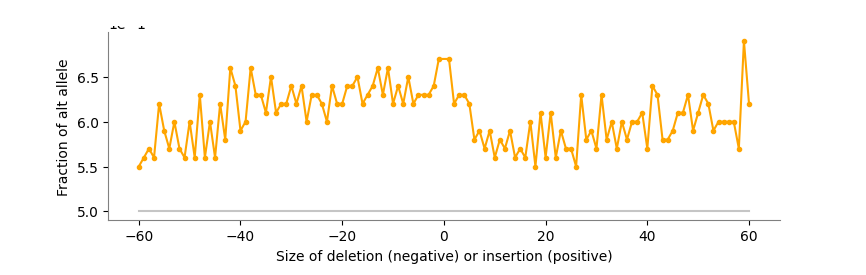 Fraction of alt allele
6.5
6.0
5.5
5.0
−60 −40 −20 0 20 40 60
Size of deletion (negative) or insertion (positive)